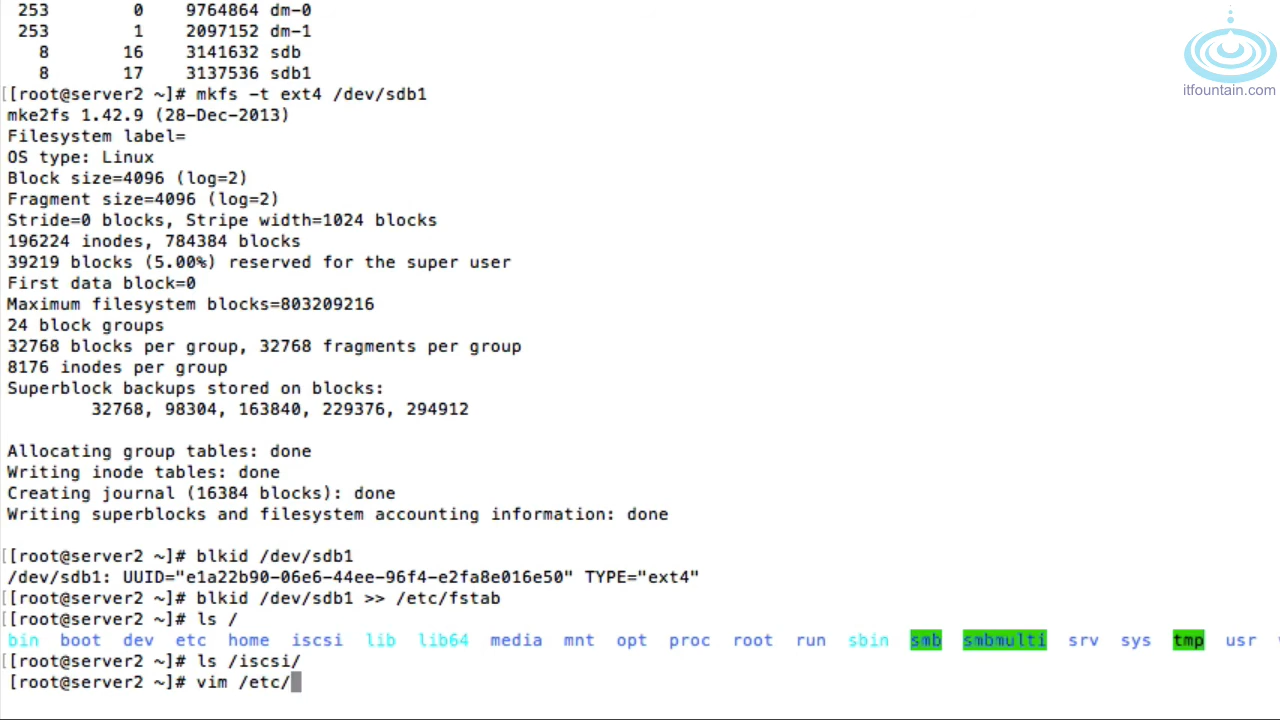 253        0    9764864 dm-0
253        1    2097152 dm-1
8       16    3141632 sdb
8       17    3137536 sdb1
[[root@server2 ~]# mkfs -t ext4 /dev/sdb1
mke2fs 1.42.9 (28-Dec-2013)
Filesystem label=
OS type: Linux
Block size=4096 (log=2)
Fragment size=4096 (log=2)
Stride=0 blocks, Stripe width=1024 blocks
196224 inodes, 784384 blocks
39219 blocks (5.00%) reserved for the super user
First data block=0
Maximum filesystem blocks=803209216
24 block groups
32768 blocks per group, 32768 fragments per group
8176 inodes per group
Superblock backups stored on blocks:
32768, 98304, 163840, 229376, 294912
Allocating group tables: done
Writing inode tables: done
Creating journal (16384 blocks): done
Writing superblocks and filesystem accounting information: done
[[root@server2 ~]# blkid /dev/sdb1
/dev/sdb1: UUID="e1a22b90-06e6-44ee-96f4-e2fa8e016e50" TYPE="ext4"
[[root@server2 ~]# blkid /dev/sdb1 >> /etc/fstab
[[root@server2 ~]# ls /
bin  boot  dev  etc  home  iscsi  lib  lib64  media  mnt  opt  proc  root  run  sbin  smb  smbmulti  srv  sys  tmp  usr
[[root@server2 ~]# ls /iscsi/
[root@server2 ~]# vim /etc/
itfountain.com